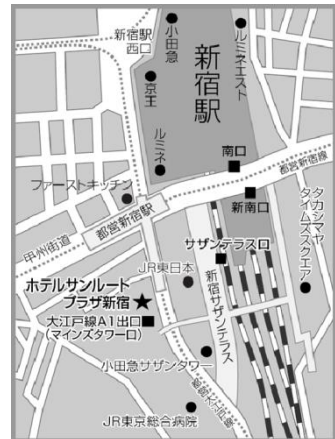 新宿駅
西口
小田急
ルミネエスト
京王
新宿駅
ルミネ
南口
都営新宿線
ファーストキッチン
新南口
都営新宿駅
甲州街道
タカシマヤ
タイムズスクエア
サザンテラス口
JR東日本
新宿サザンテラス
ホテルサンルート
プラザ新宿
大江戸線A1出口
(マインズタワー口)
小田急サザンタワー
都営大江戸線
JR東京総合病院